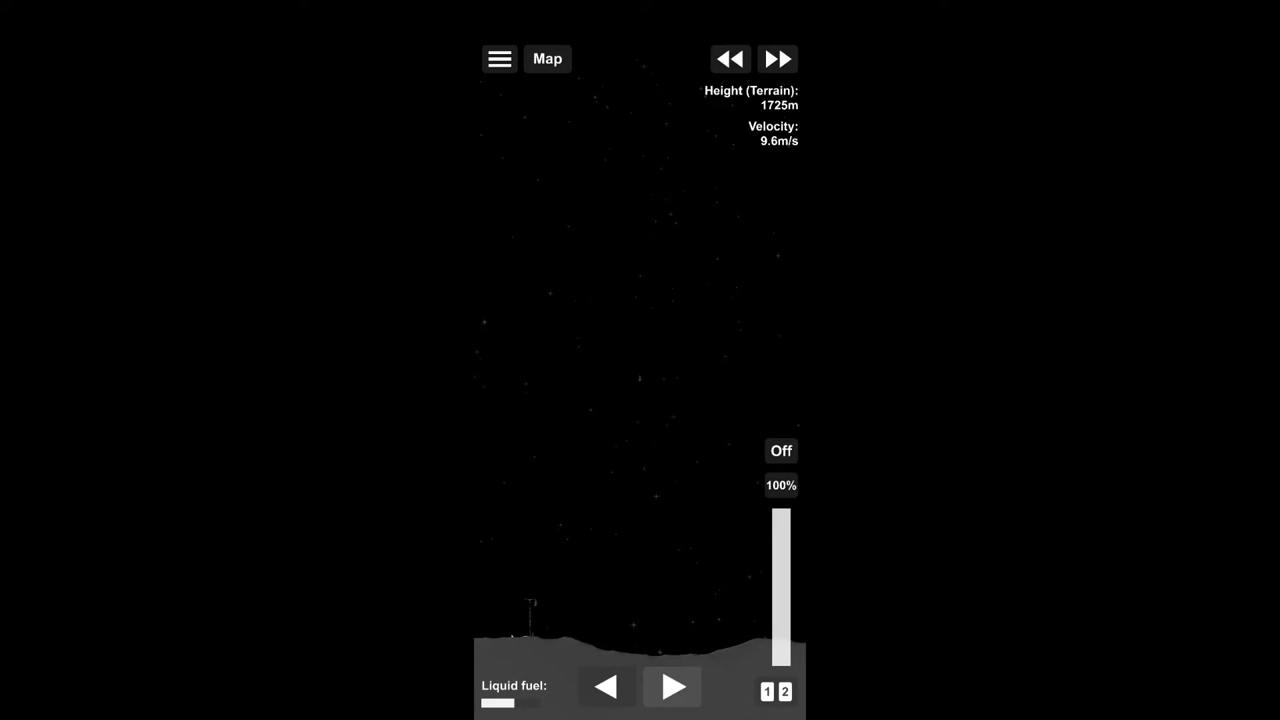 Map
Height (Terrain):
1725m
Velocity:
9.6m/s
Off
100%
Liquid fuel:
1 2